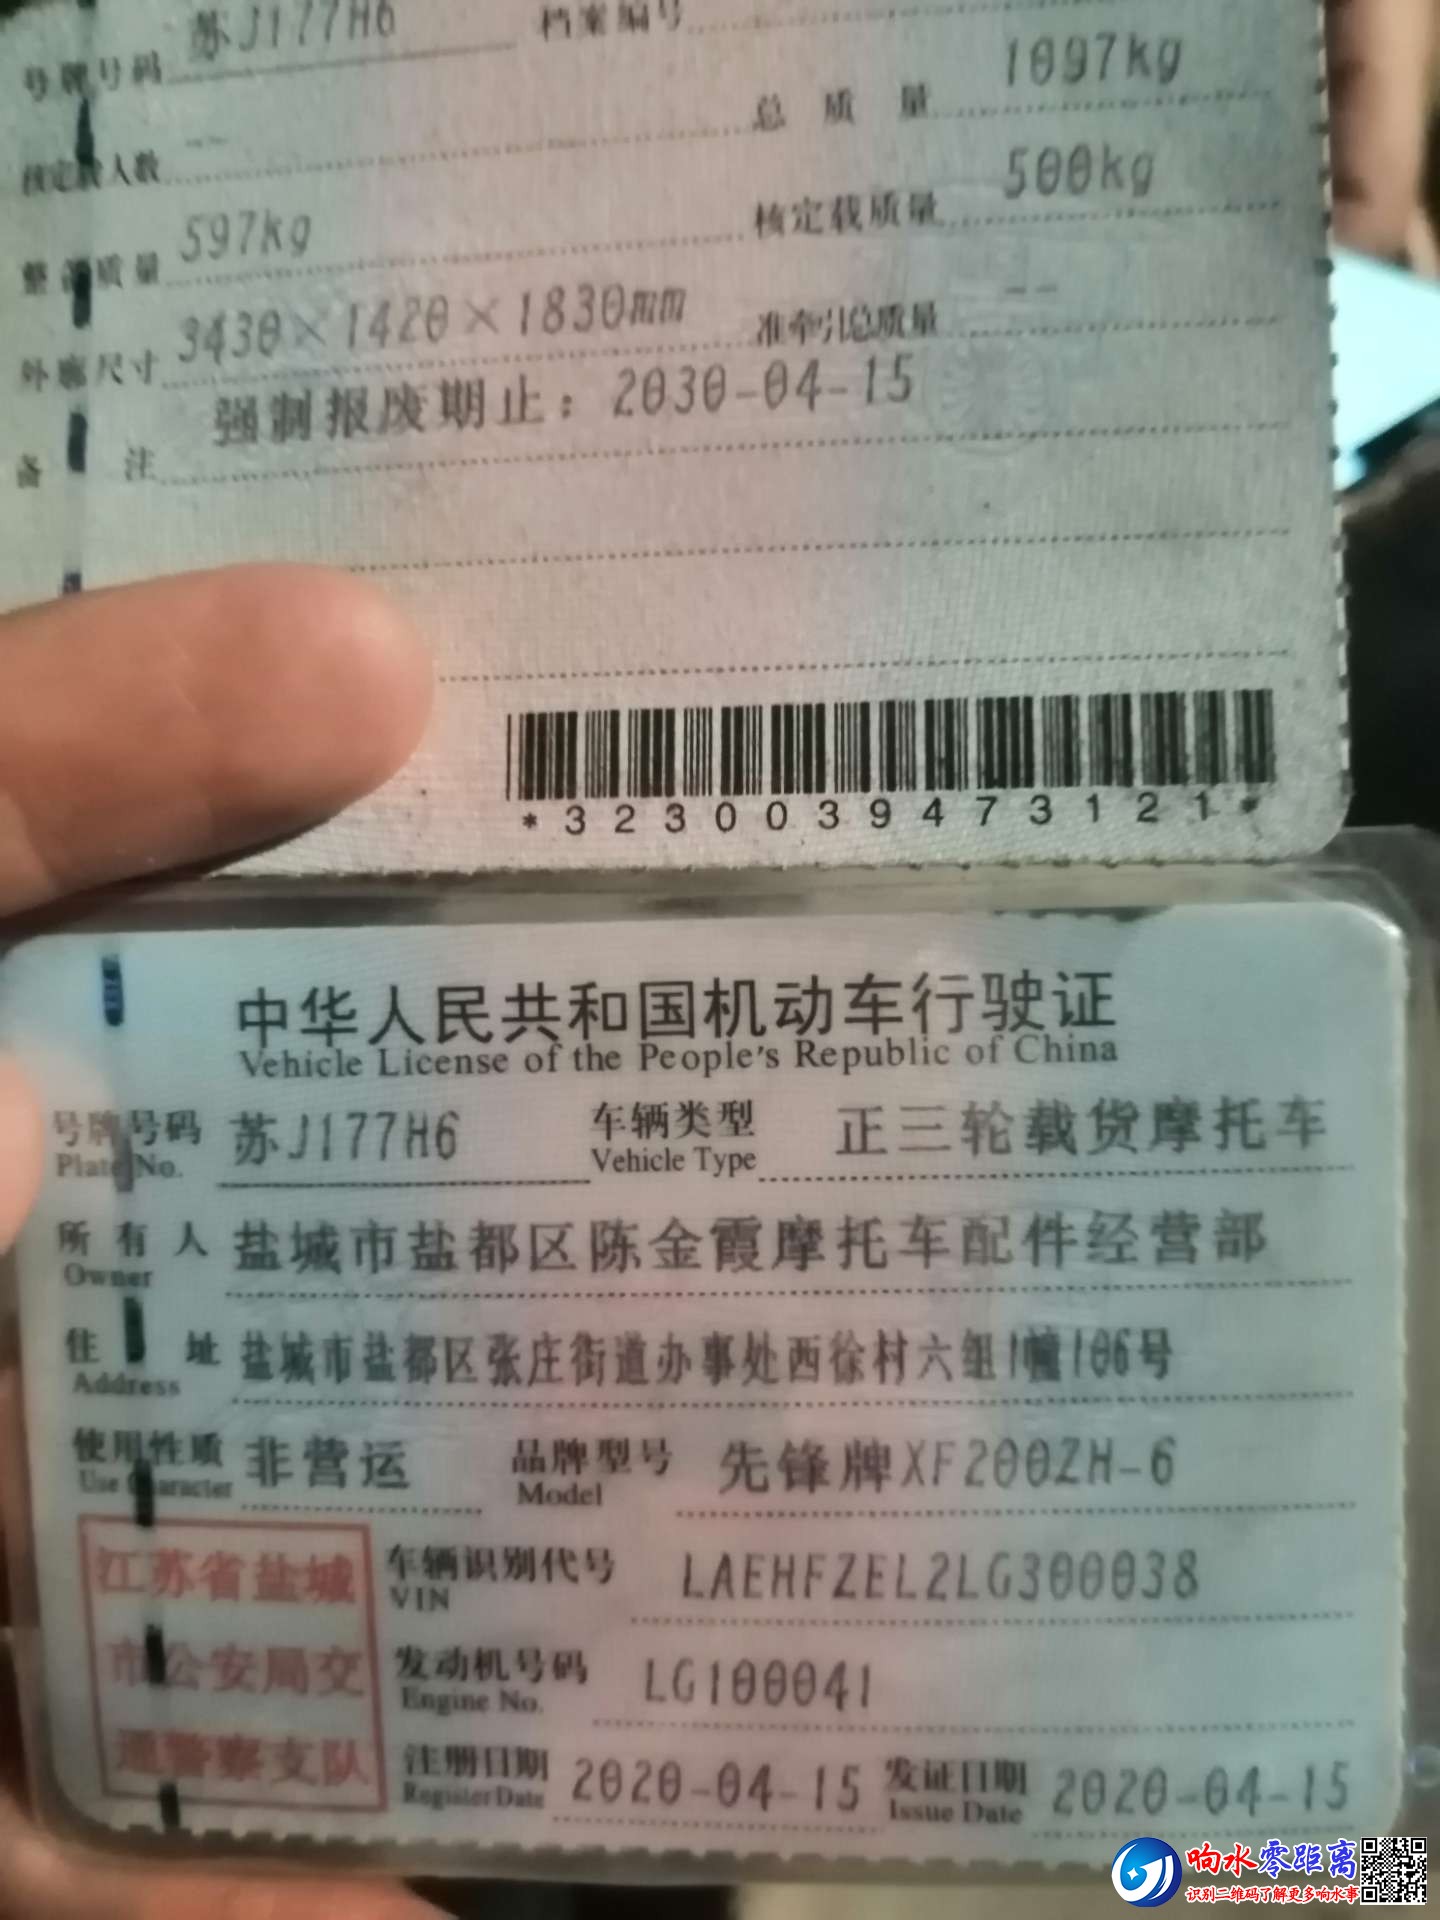 号牌号码 苏J177H6 档案编号
核定载人数 -- 总质量 1097kg
整备质量 597kg 核定载质量 500kg
外廓尺寸 3430×1420×1830mm 准牵引总质量 --
备注 强制报废期止：2030-04-15
*3230039473121*
中华人民共和国机动车行驶证
Vehicle License of the People's Republic of China
号牌号码 苏J177H6 车辆类型 正三轮载货摩托车
Plate No. Vehicle Type
所有人 盐城市盐都区陈金霞摩托车配件经营部
Owner
住址 盐城市盐都区张庄街道办事处西徐村六组1幢106号
Address
使用性质 非营运 品牌型号 先锋牌XF200ZH-6
Use Character Model
江苏省盐城
市公安局交
通警察支队
车辆识别代号 LAEHFZEL2LG300038
VIN
发动机号码 LG100041
Engine No.
注册日期 2020-04-15 发证日期 2020-04-15
Register Date Issue Date
响水零距离
识别二维码了解更多响水事